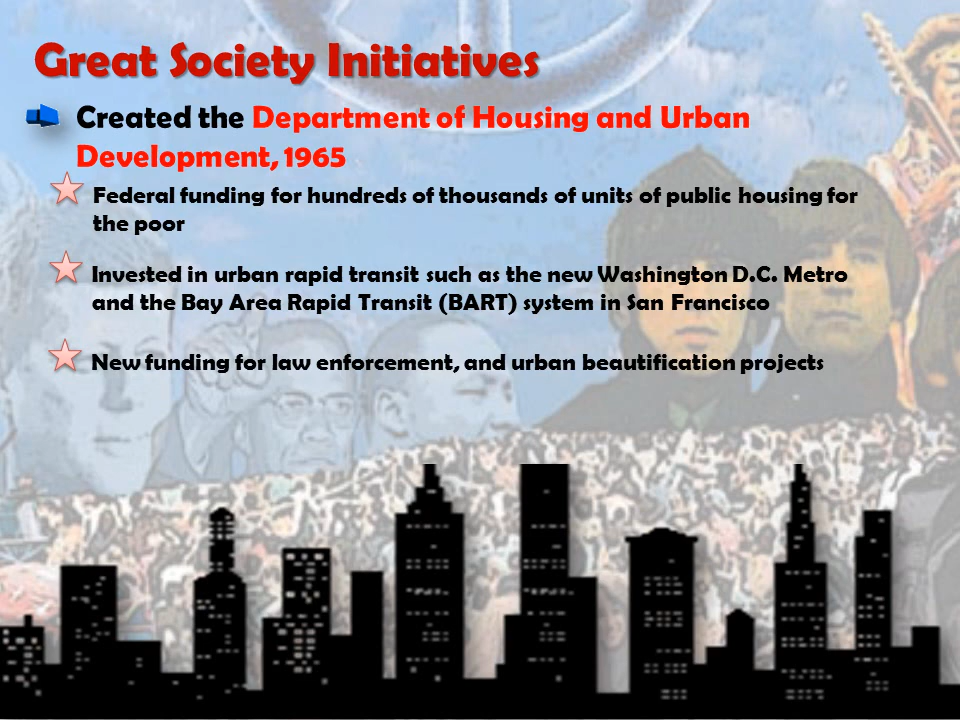 Great Society Initiatives
Created the Department of Housing and Urban
Development, 1965
Federal funding for hundreds of thousands of units of public housing for
the poor
Invested in urban rapid transit such as the new Washington D.C. Metro
and the Bay Area Rapid Transit (BART) system in San Francisco
New funding for law enforcement, and urban beautification projects